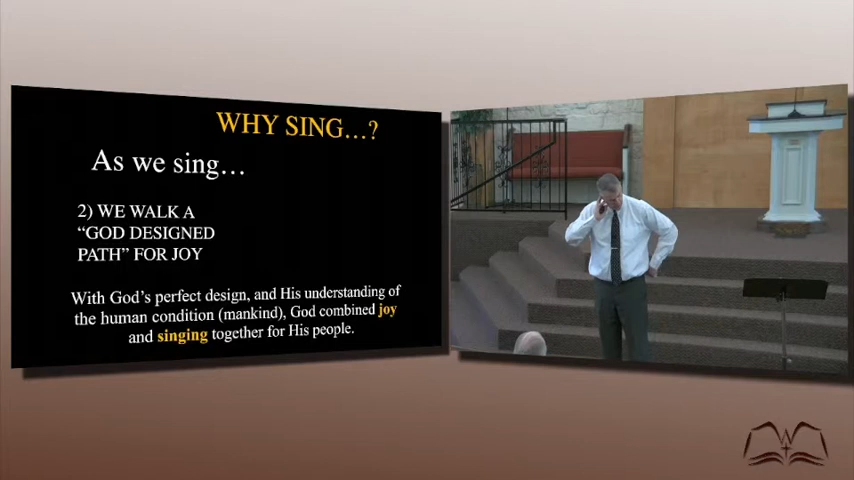 WHY SING…?
As we sing…
2) WE WALK A
“GOD DESIGNED
PATH” FOR JOY
With God’s perfect design, and His understanding of
the human condition (mankind), God combined joy
and singing together for His people.